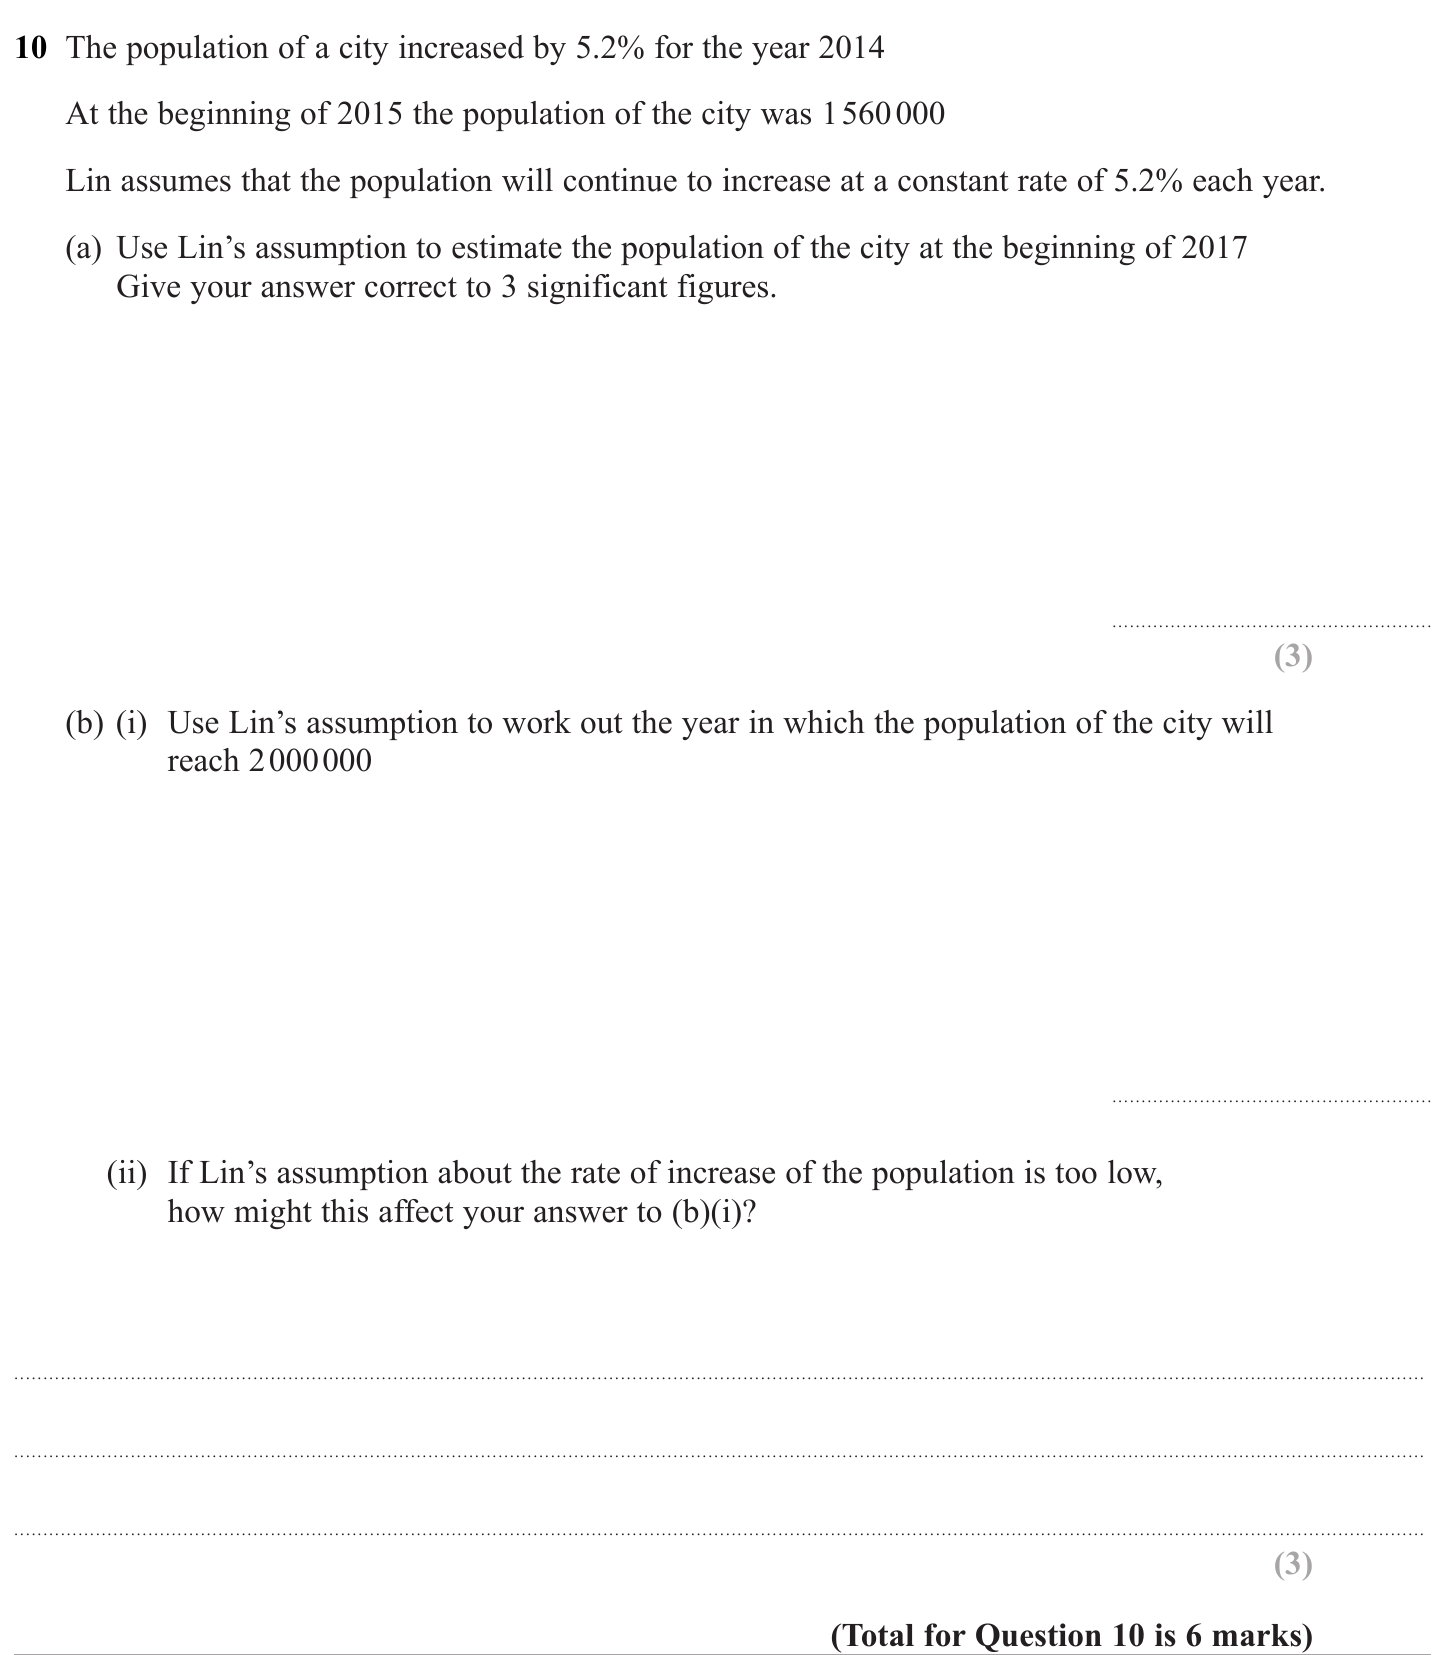 10 The population of a city increased by 5.2% for the year 2014
At the beginning of 2015 the population of the city was 1 560 000
Lin assumes that the population will continue to increase at a constant rate of 5.2% each year.
(a) Use Lin’s assumption to estimate the population of the city at the beginning of 2017
Give your answer correct to 3 significant figures.
(3)
(b) (i) Use Lin’s assumption to work out the year in which the population of the city will
reach 2 000 000
(ii) If Lin’s assumption about the rate of increase of the population is too low,
how might this affect your answer to (b)(i)?
(3)
(Total for Question 10 is 6 marks)